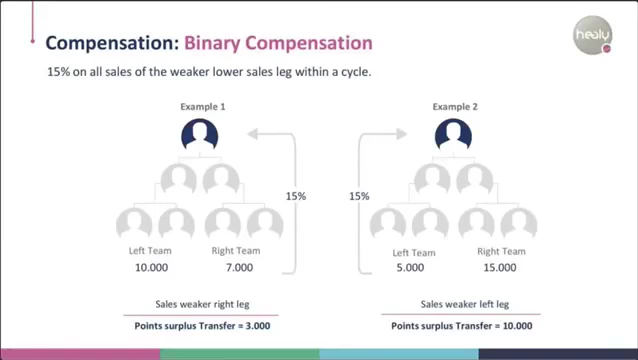 Compensation: Binary Compensation
healy
15% on all sales of the weaker lower sales leg within a cycle.
Example 1
15%
Left Team
Right Team
10.000
7.000
Sales weaker right leg
Points surplus Transfer = 3.000
Example 2
15%
Left Team
Right Team
5.000
15.000
Sales weaker left leg
Points surplus Transfer = 10.000